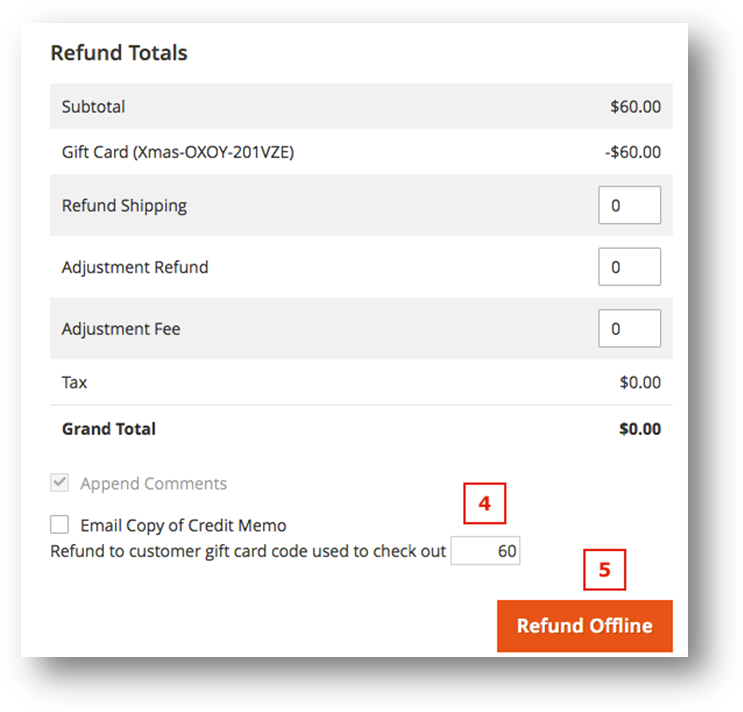 Refund Totals
Subtotal $60.00
Gift Card (Xmas-OXOY-201VZE) -$60.00
Refund Shipping 0
Adjustment Refund 0
Adjustment Fee 0
Tax $0.00
Grand Total $0.00
Append Comments
4
Email Copy of Credit Memo
Refund to customer gift card code used to check out 60
5
Refund Offline